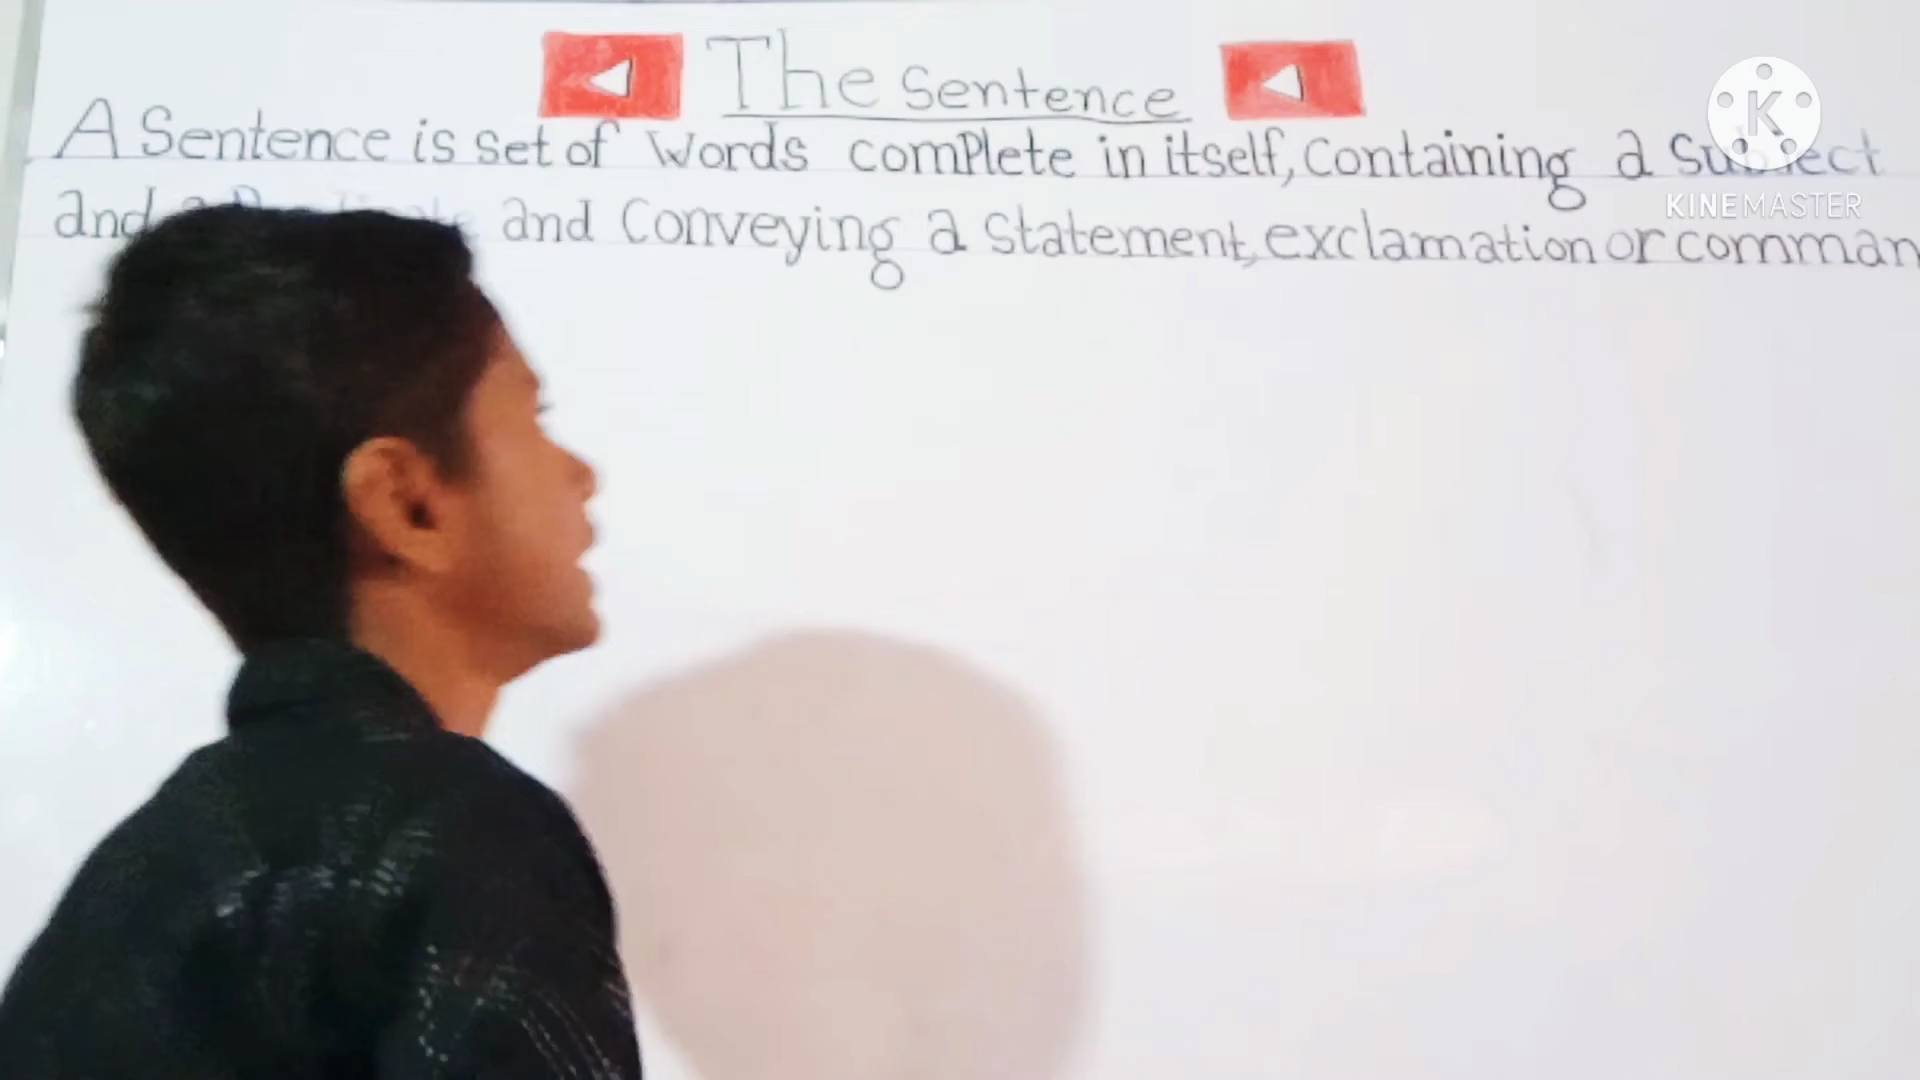 The Sentence
A Sentence is set of Words complete in itself, Containing a Subject
and and Conveying a Statement, exclamation or comman
K
KINEMASTER